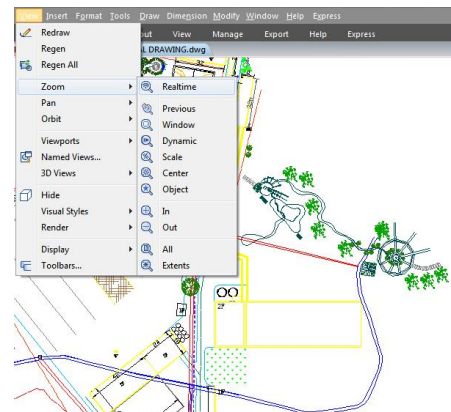 View Insert Format Tools Draw Dimension Modify Window Help Express
Redraw
Regen
Regen All
Zoom
Pan
Orbit
Viewports
Named Views...
3D Views
Hide
Visual Styles
Render
Display
Toolbars...
out View Manage Export Help Express
AL DRAWING.dwg
Realtime
Previous
Window
Dynamic
Scale
Center
Object
In
Out
All
Extents